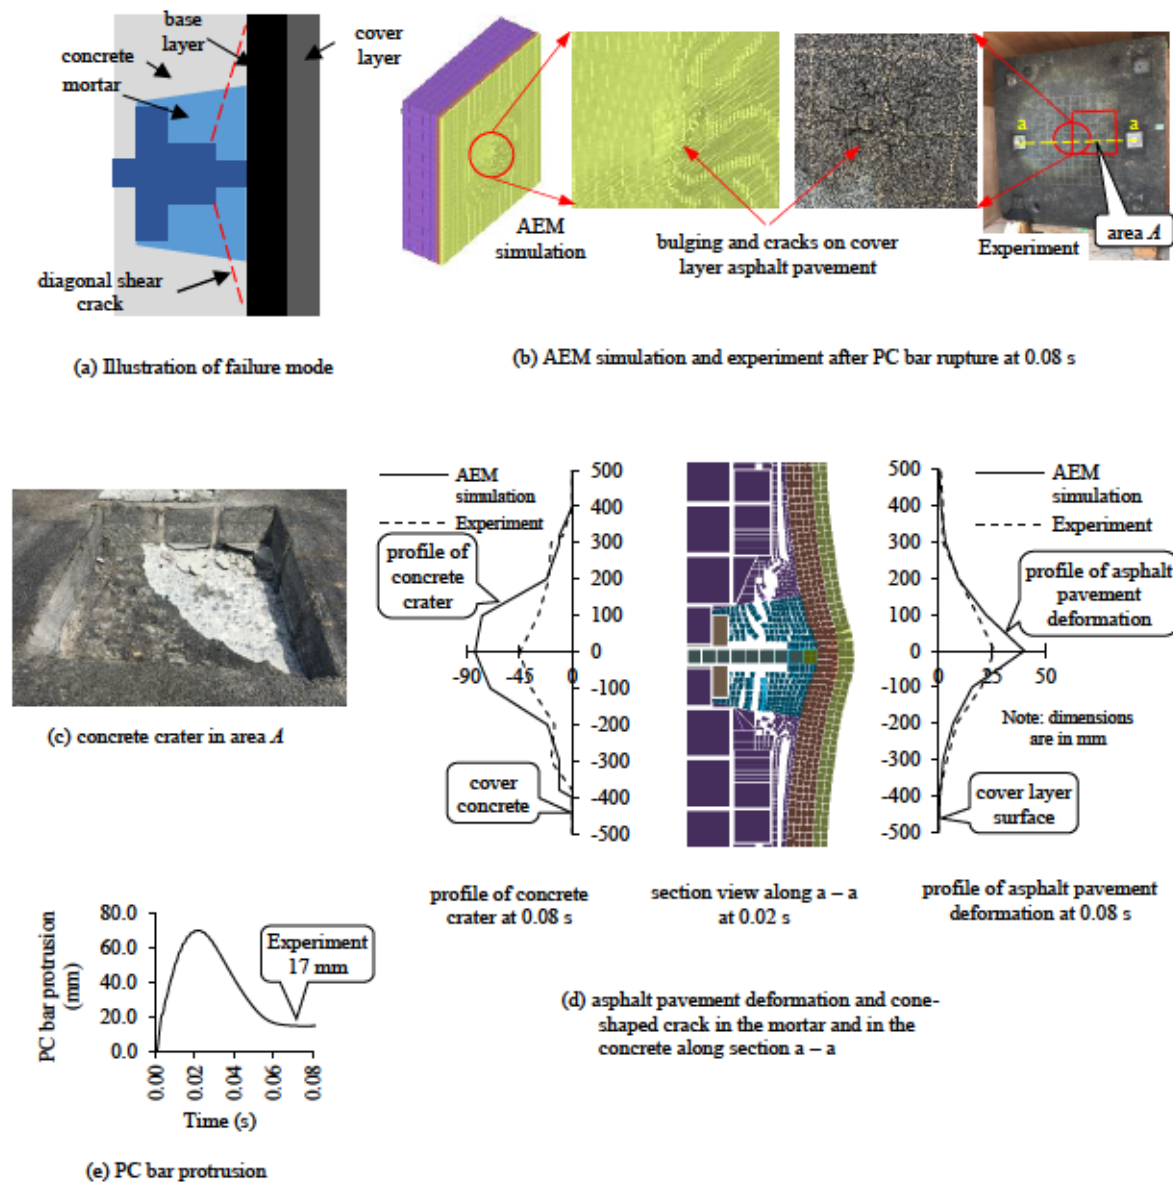 base
layer
concrete
mortar
cover
layer
diagonal shear
crack
(a) Illustration of failure mode
AEM
simulation
bulging and cracks on cover
layer asphalt pavement
a
a
area A
Experiment
(b) AEM simulation and experiment after PC bar rupture at 0.08 s
(c) concrete crater in area A
AEM
simulation
Experiment
profile of
concrete
crater
cover
concrete
500
400
300
200
100
0
-100
-200
-300
-400
-500
-90
-45
0
profile of concrete
crater at 0.08 s
section view along a – a
at 0.02 s
500
400
300
200
100
0
-100
-200
-300
-400
-500
0
25
50
AEM
simulation
Experiment
profile of asphalt
pavement
deformation
Note: dimensions
are in mm
cover layer
surface
profile of asphalt pavement
deformation at 0.08 s
(d) asphalt pavement deformation and cone-
shaped crack in the mortar and in the
concrete along section a – a
PC bar protrusion
(mm)
80.0
60.0
40.0
20.0
0.0
Experiment
17 mm
0.00
0.02
0.04
0.06
0.08
Time (s)
(e) PC bar protrusion